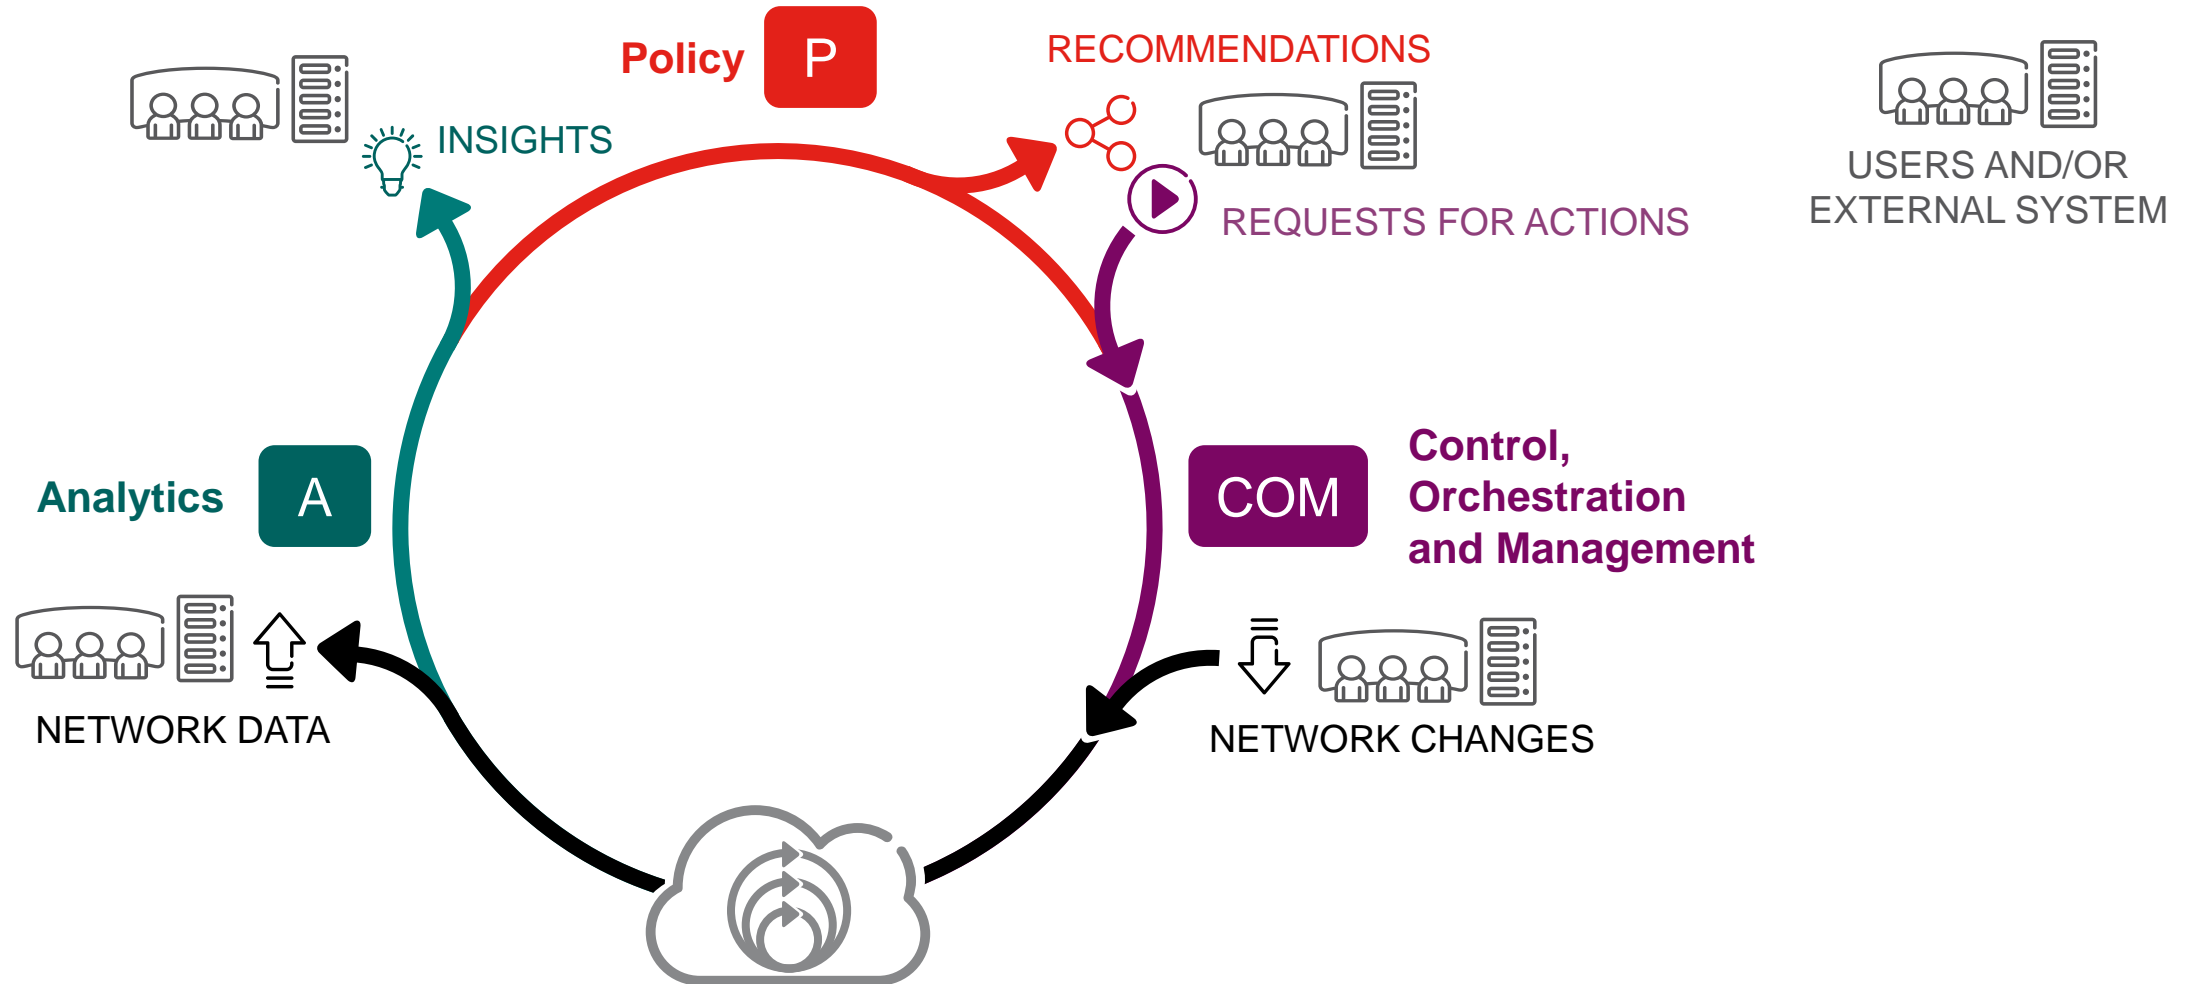 Policy
P
RECOMMENDATIONS
INSIGHTS
USERS AND/OR
EXTERNAL SYSTEM
REQUESTS FOR ACTIONS
Analytics
A
COM
Control,
Orchestration
and Management
NETWORK DATA
NETWORK CHANGES